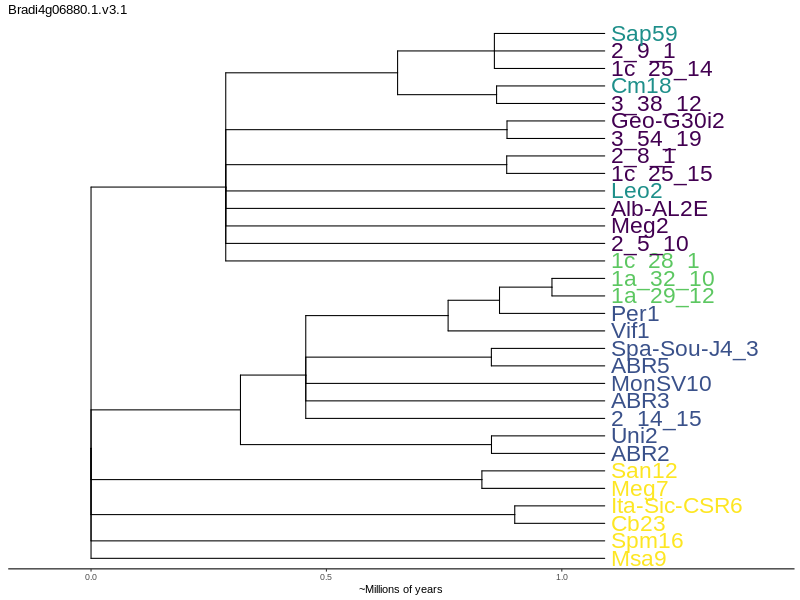 Bradi4g06880.1.v3.1
Sap59
2_9_1
1c_25_14
Cm18
3_38_12
Geo-G30i2
3_54_19
2_8_1
1c_25_15
Leo2
Alb-AL2E
Meg2
2_5_10
1c_28_1
1a_32_10
1a_29_12
Per1
Vif1
Spa-Sou-J4_3
ABR5
MonSV10
ABR3
2_14_15
Uni2
ABR2
San12
Meg7
Ita-Sic-CSR6
Cb23
Spm16
Msa9
0.0 0.5 1.0
~Millions of years